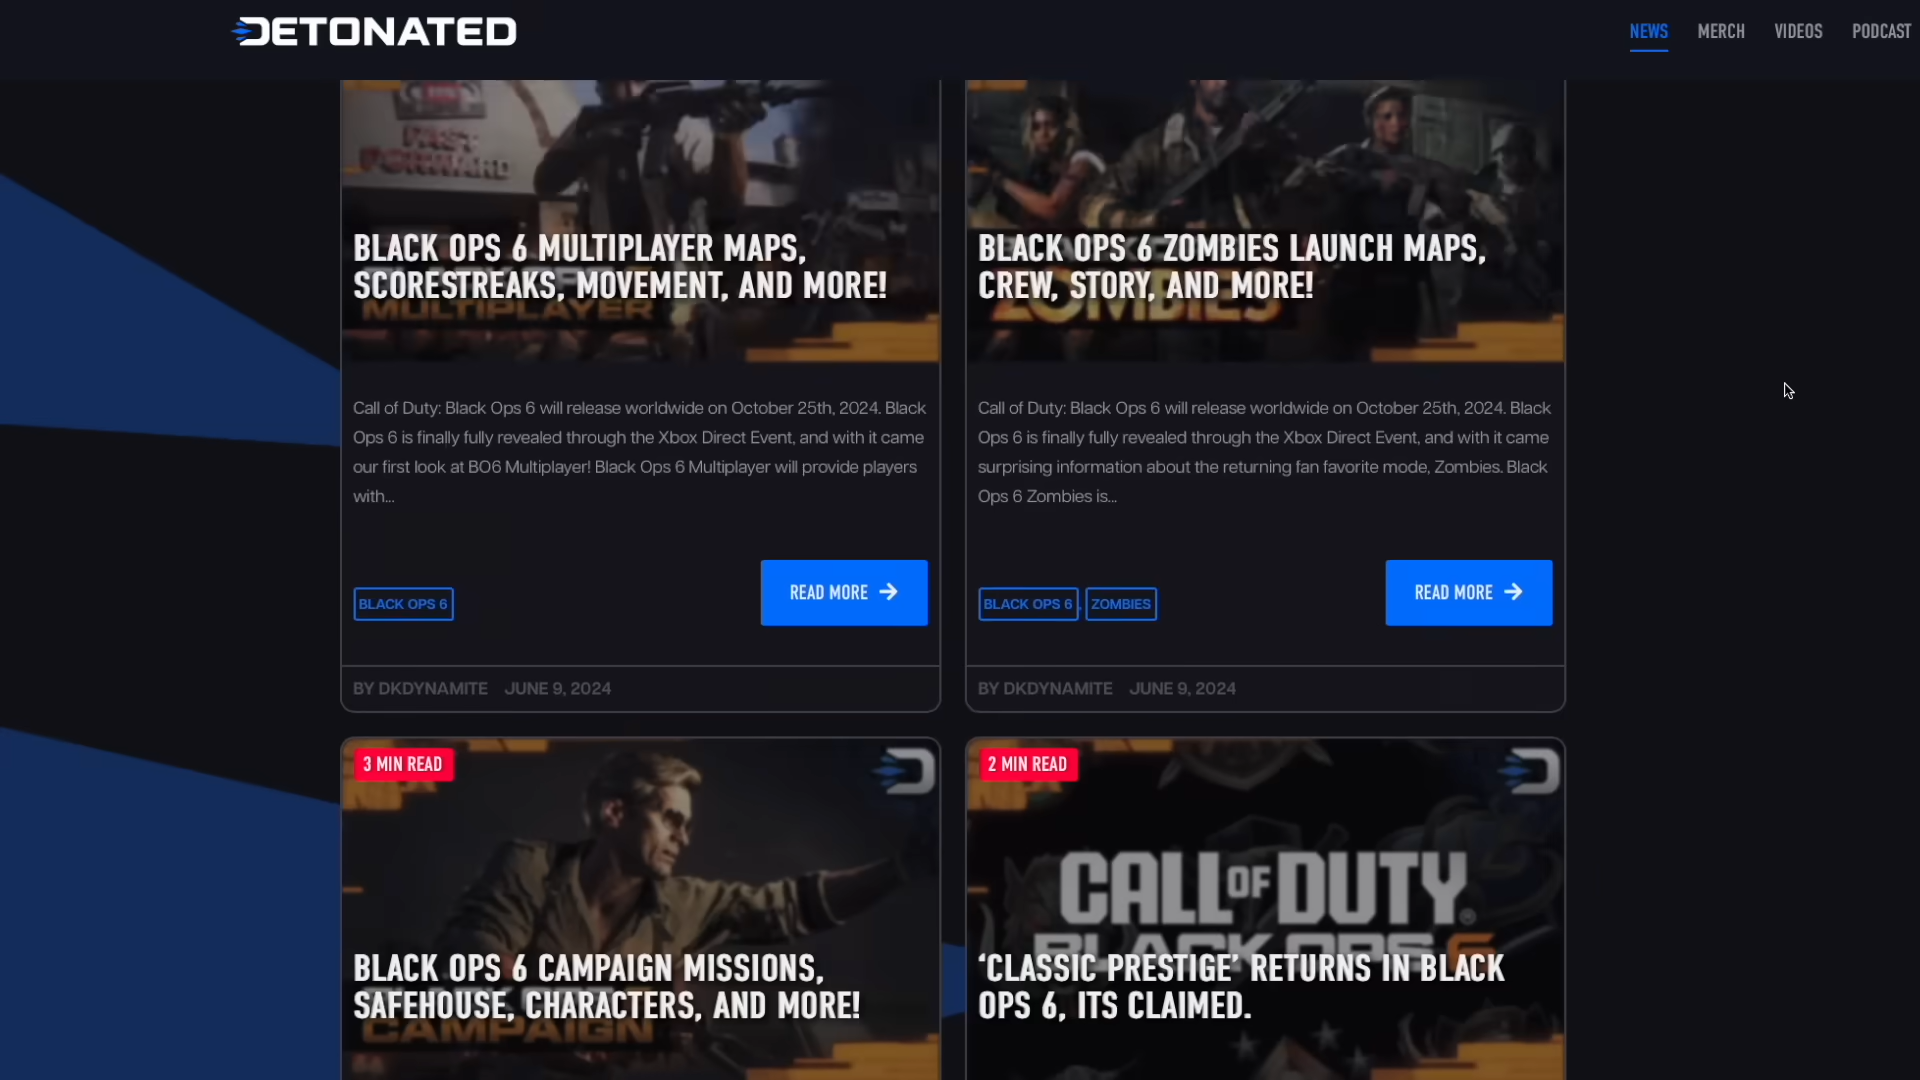 DETONATED
NEWS
MERCH
VIDEOS
PODCAST
FAST
FORWARD
BLACK OPS 6 MULTIPLAYER MAPS,
SCORESTREAKS, MOVEMENT, AND MORE!
MULTIPLAYER
Call of Duty: Black Ops 6 will release worldwide on October 25th, 2024. Black
Ops 6 is finally fully revealed through the Xbox Direct Event, and with it came
our first look at BO6 Multiplayer! Black Ops 6 Multiplayer will provide players
with...
BLACK OPS 6
READ MORE
BY DKDYNAMITE JUNE 9, 2024
BLACK OPS 6 ZOMBIES LAUNCH MAPS,
CREW, STORY, AND MORE!
ZOMBIES
Call of Duty: Black Ops 6 will release worldwide on October 25th, 2024. Black
Ops 6 is finally fully revealed through the Xbox Direct Event, and with it came
surprising information about the returning fan favorite mode, Zombies. Black
Ops 6 Zombies is...
BLACK OPS 6, ZOMBIES
READ MORE
BY DKDYNAMITE JUNE 9, 2024
3 MIN READ
BLACK OPS 6 CAMPAIGN MISSIONS,
SAFEHOUSE, CHARACTERS, AND MORE!
CAMPAIGN
2 MIN READ
CALL OF DUTY
BLACK OPS 6
‘CLASSIC PRESTIGE’ RETURNS IN BLACK
OPS 6, ITS CLAIMED.